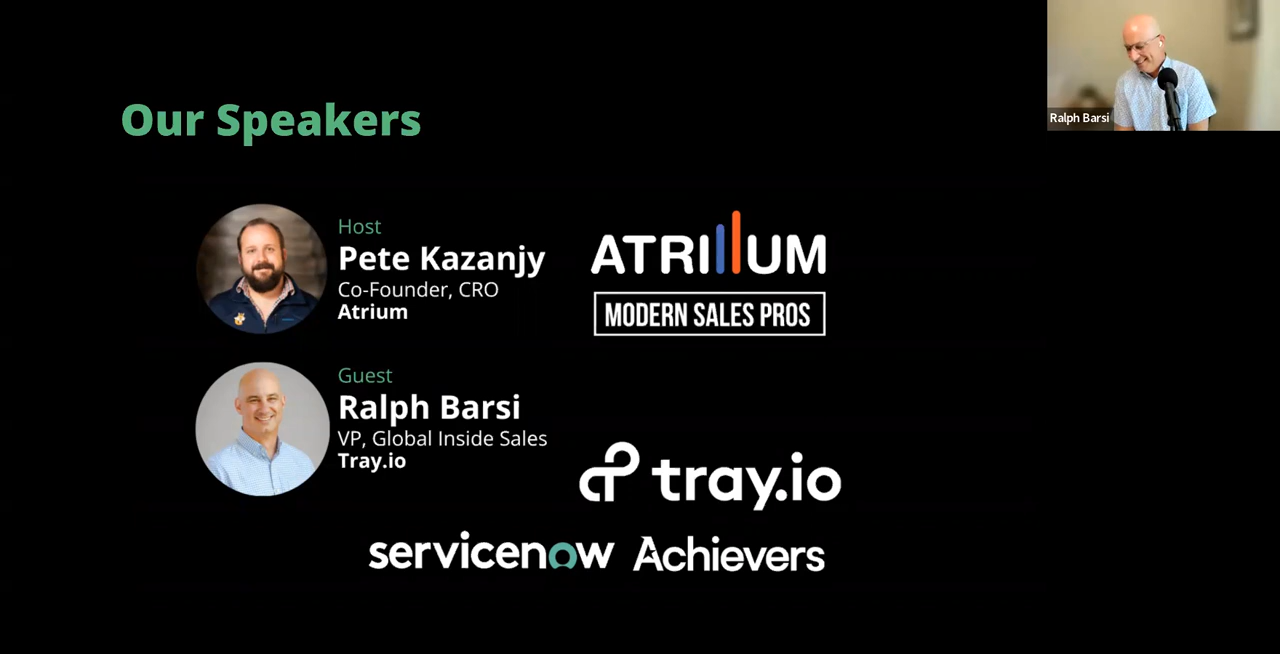 Our Speakers
Ralph Barsi
Host
Pete Kazanjy
Co-Founder, CRO
Atrium
ATRIUM
MODERN SALES PROS
Guest
Ralph Barsi
VP, Global Inside Sales
Tray.io
tray.io
servicenow Achievers